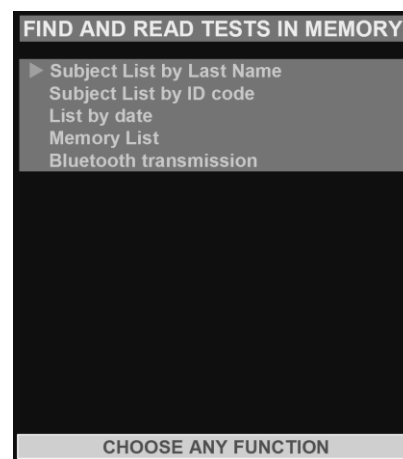 FIND AND READ TESTS IN MEMORY
Subject List by Last Name
Subject List by ID code
List by date
Memory List
Bluetooth transmission
CHOOSE ANY FUNCTION